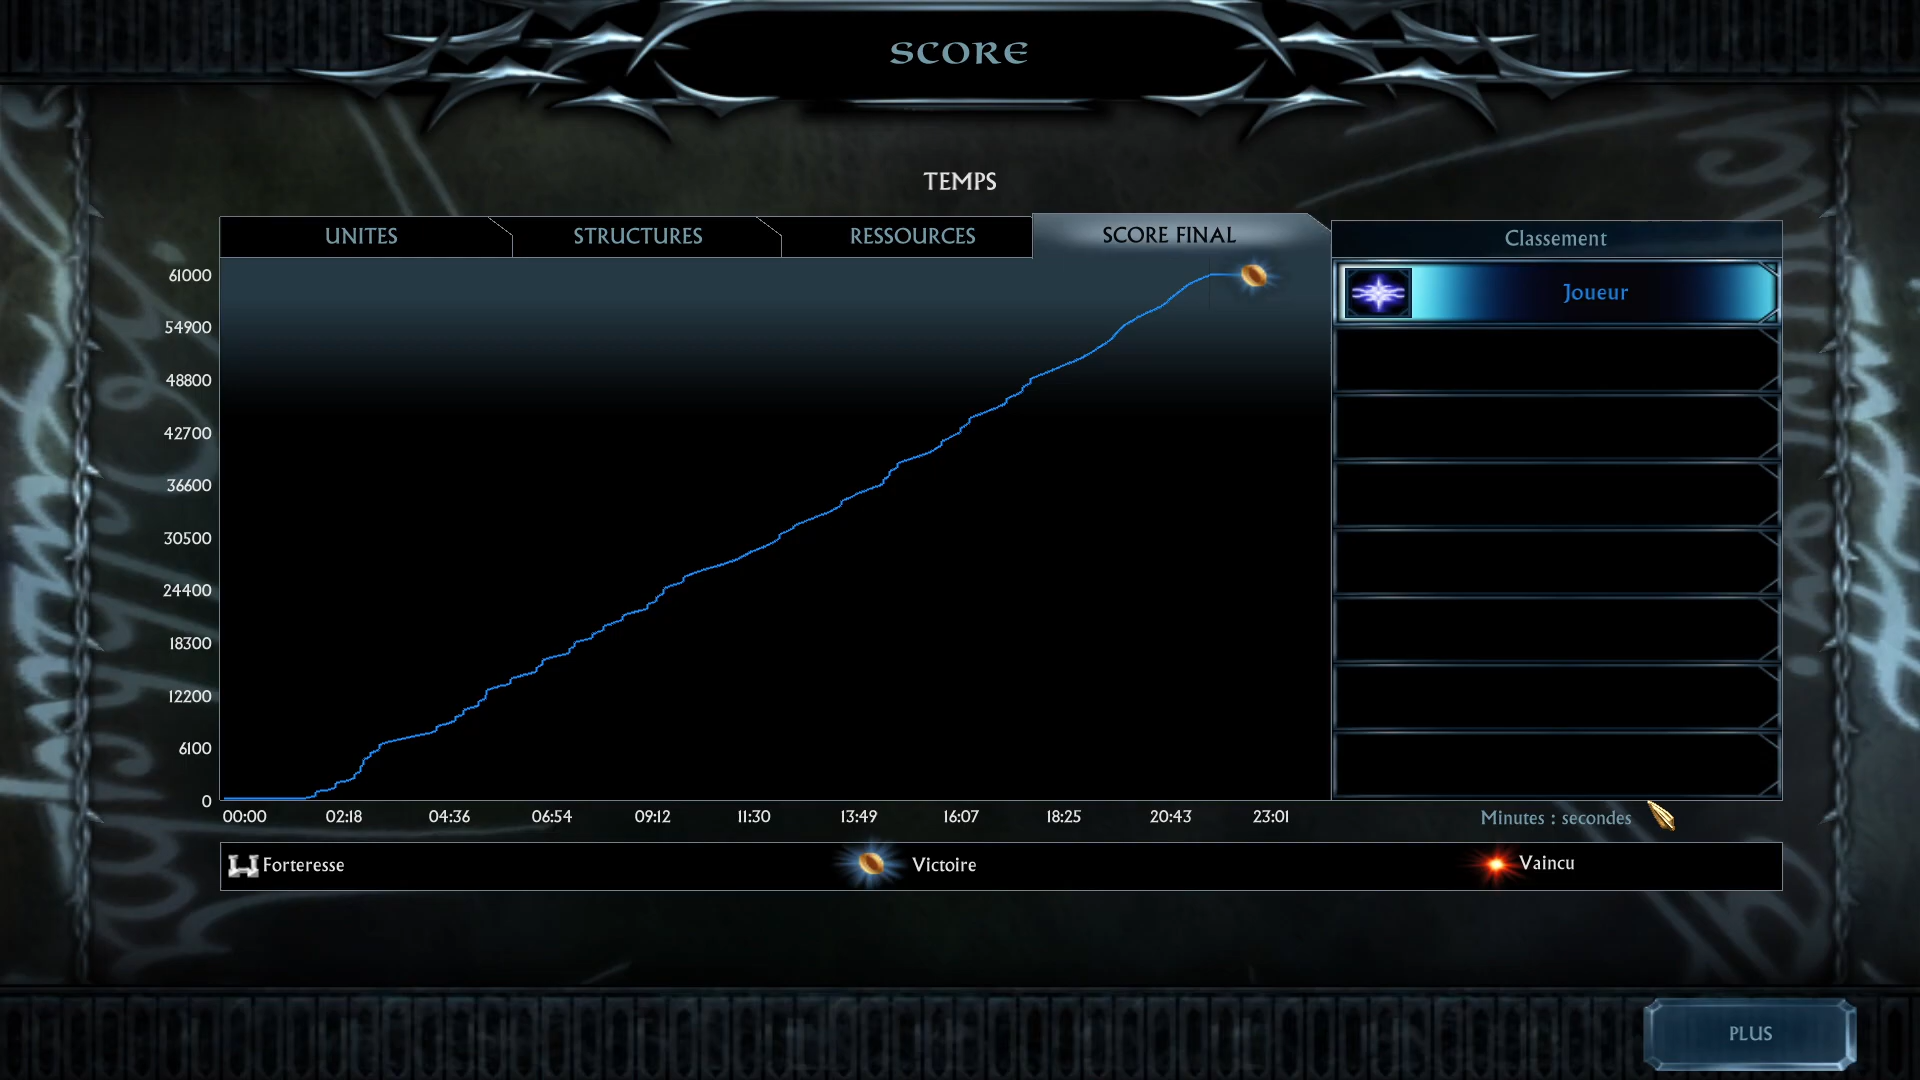 SCORE
TEMPS
UNITES
STRUCTURES
RESSOURCES
SCORE FINAL
Classement
Joueur
61000
54900
48800
42700
36600
30500
24400
18300
12200
6100
0
00:00 02:18 04:36 06:54 09:12 11:30 13:49 16:07 18:25 20:43 23:01
Minutes : secondes
Forteresse
Victoire
Vaincu
PLUS